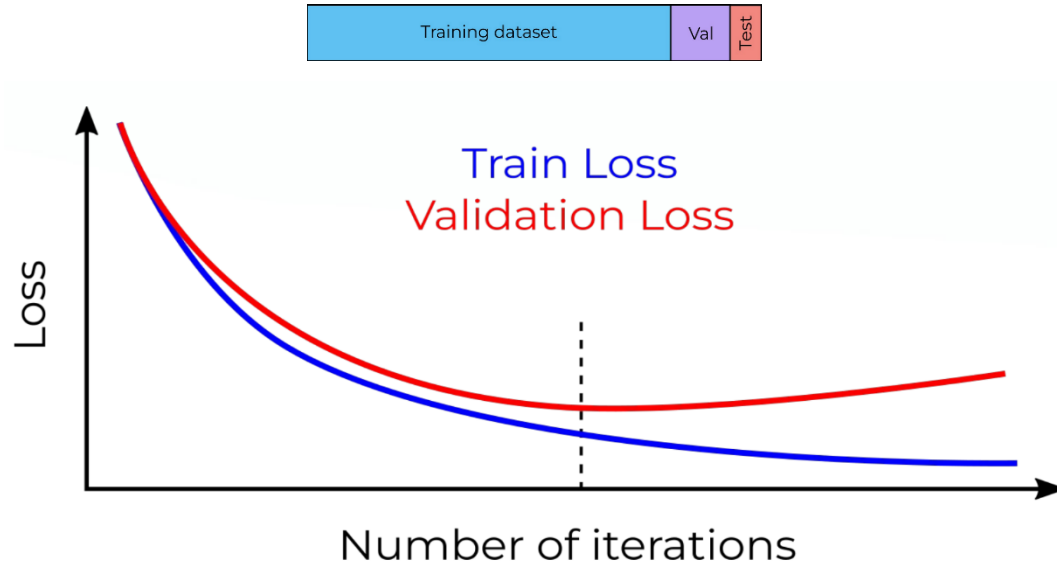 Training dataset
Val
Test
Train Loss
Validation Loss
Loss
Number of iterations